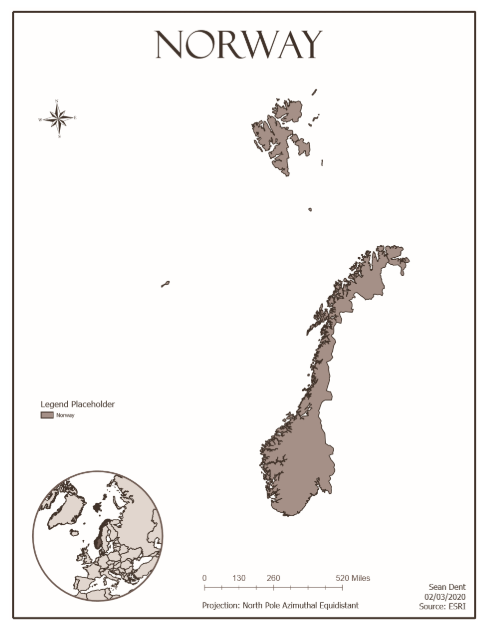 NORWAY
N
W
E
S
Legend Placeholder
Norway
0 130 260 520 Miles
Projection: North Pole Azimuthal Equidistant
Sean Dent
02/03/2020
Source: ESRI